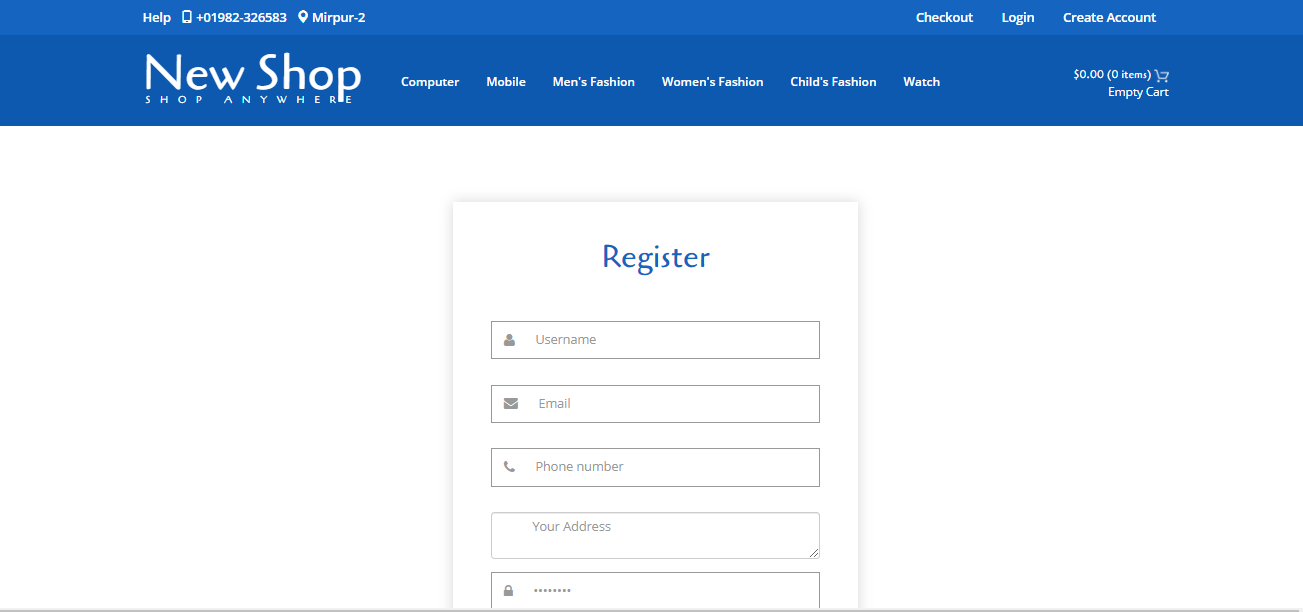 Help +01982-326583 Mirpur-2 Checkout Login Create Account
New Shop
SHOP ANYWHERE
Computer Mobile Men's Fashion Women's Fashion Child's Fashion Watch
$0.00 (0 items)
Empty Cart
Register
Username
Email
Phone number
Your Address
••••••••